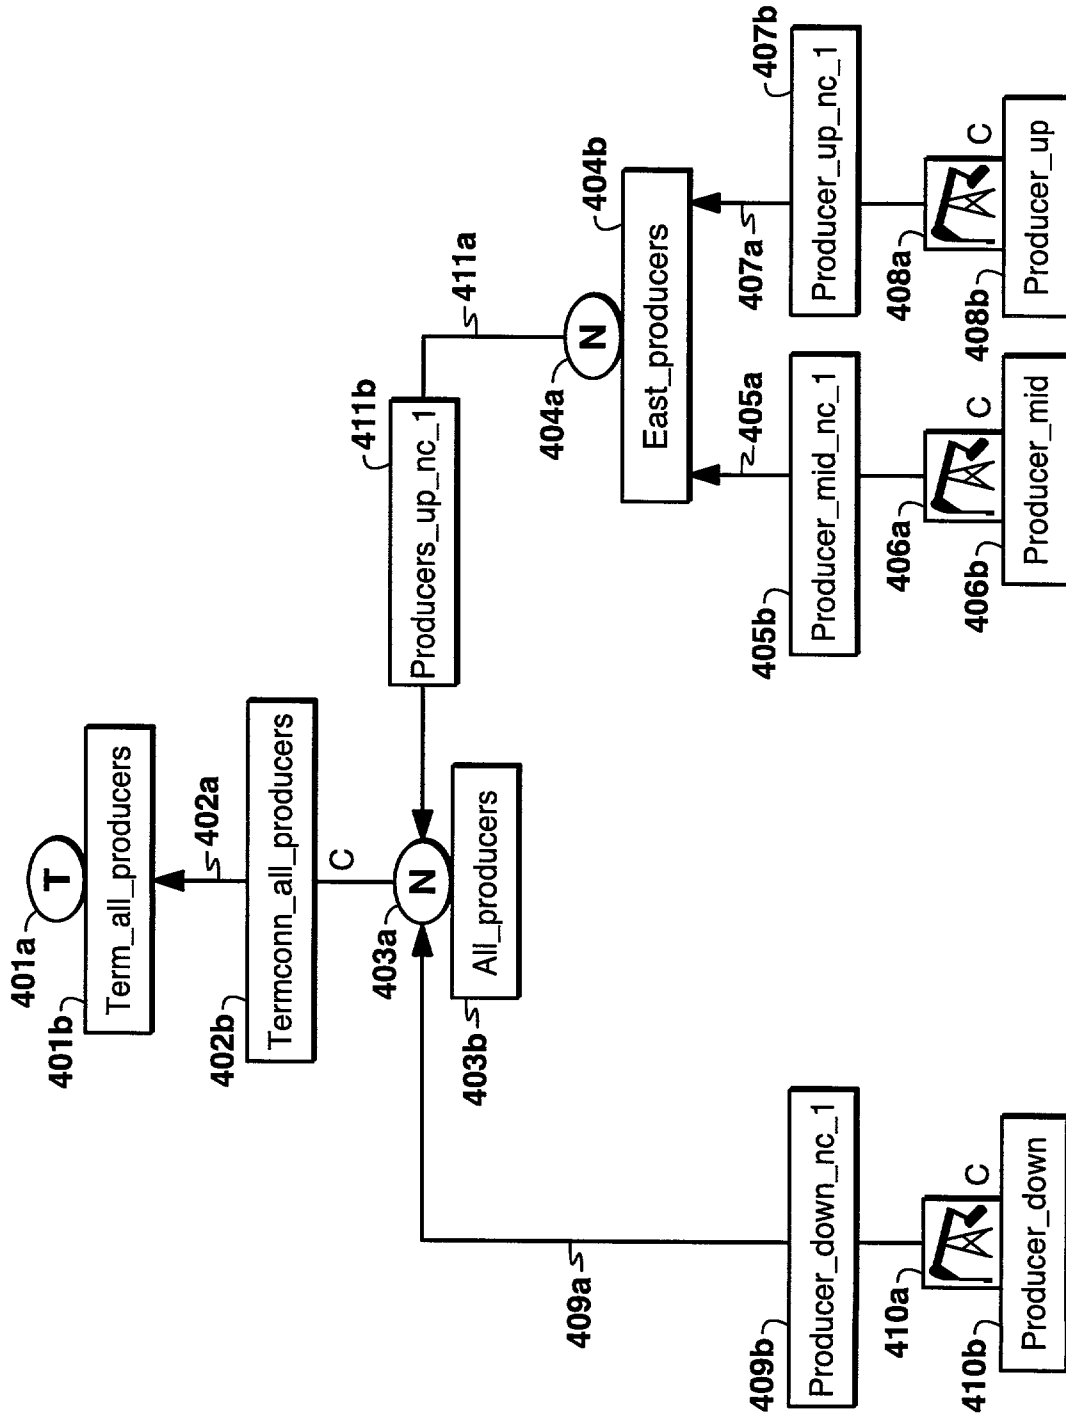 401a
T
401b
Term_all_producers
402a
402b
Termconn_all_producers
C
403a
N
403b
All_producers
411b
Producers_up_nc_1
411a
404a
N
404b
East_producers
405a
405b
Producer_mid_nc_1
406a
C
406b
Producer_mid
407a
407b
Producer_up_nc_1
408a
C
408b
Producer_up
409a
409b
Producer_down_nc_1
410a
C
410b
Producer_down